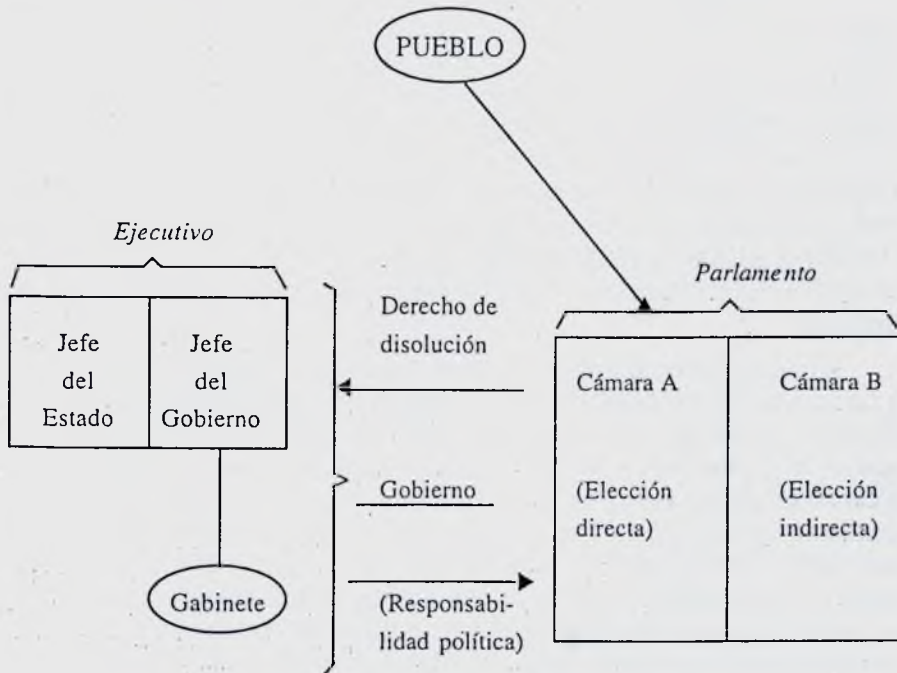 PUEBLO
Ejecutivo
Jefe
del
Estado
Jefe
del
Gobierno
Gabinete
Derecho de
disolución
Gobierno
(Responsabi-
lidad política)
Parlamento
Cámara A
(Elección
directa)
Cámara B
(Elección
indirecta)